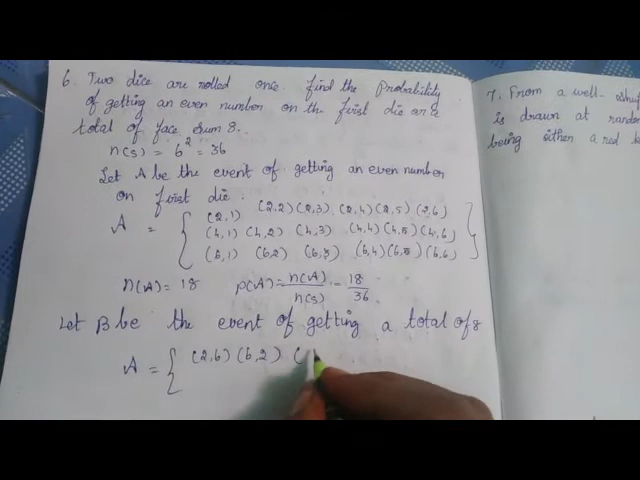 6. Two dice are rolled once. find the Probability
of getting an even number on the first die or a
total of face sum 8.
n(s) = 6² = 36
Let A be the event of getting an even number
on first die :
A = { (2,1) (2,2) (2,3) (2,4) (2,5) (2,6)
(4,1) (4,2) (4,3) (4,4) (4,5) (4,6)
(6,1) (6,2) (6,3) (6,4) (6,5) (6,6) }
n(A) = 18 P(A) = n(A)/n(s) = 18/36
Let B be the event of getting a total of 8
A = { (2,6) (6,2) (
7. From a well-
is drawn at random
being either a red k